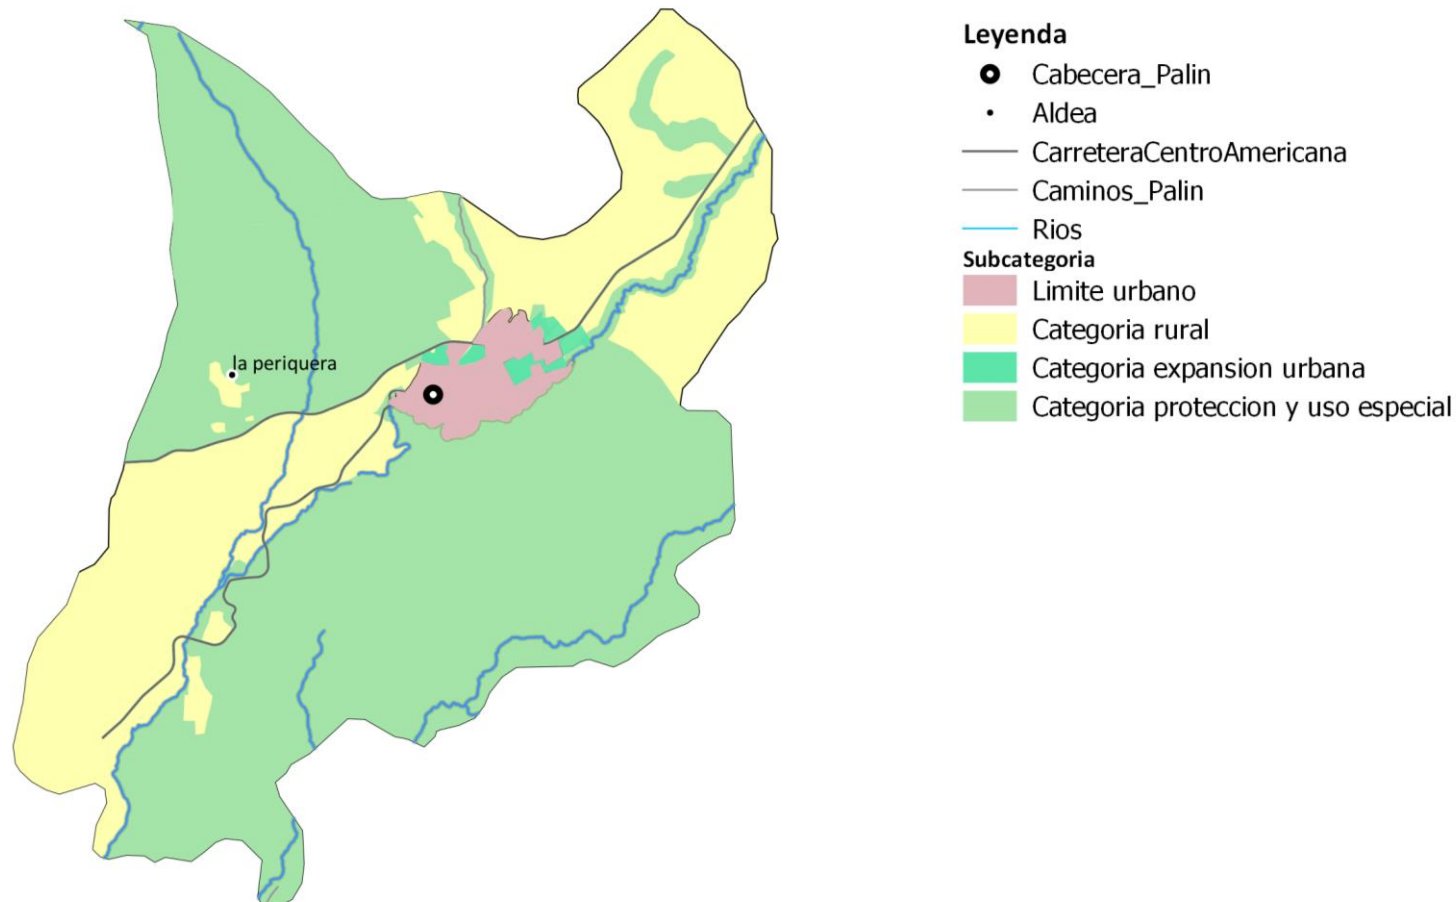 la periquera
Leyenda
Cabecera_Palin
Aldea
CarreteraCentroAmericana
Caminos_Palin
Rios
Subcategoria
Limite urbano
Categoria rural
Categoria expansion urbana
Categoria proteccion y uso especial